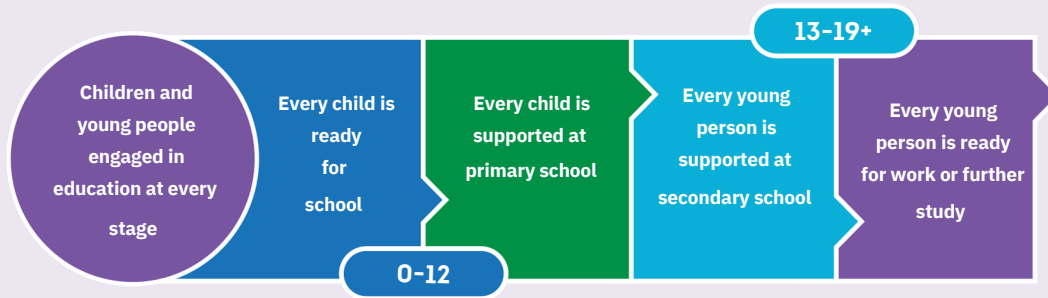 Children and
young people
engaged in
education at every
stage
Every child is
ready
for
school
0-12
Every child is
supported at
primary school
Every young
person is
supported at
secondary school
13-19+
Every young
person is ready
for work or further
study